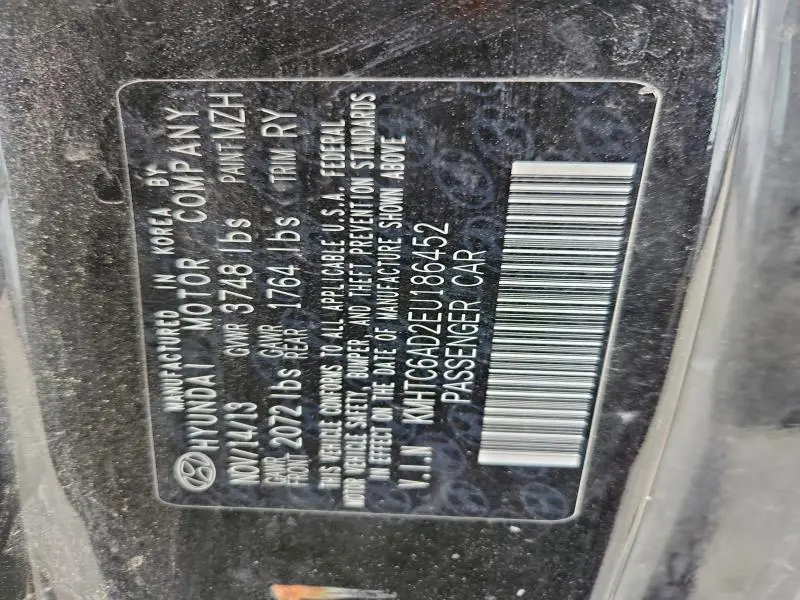 MANUFACTURED IN KOREA BY
HYUNDAI MOTOR COMPANY
NOV/14/13 GVWR 3748 lbs PAINT MZH
GAWR FRONT 2072 lbs GAWR REAR 1764 lbs TRIM RY
THIS VEHICLE CONFORMS TO ALL APPLICABLE U.S.A. FEDERAL
MOTOR VEHICLE SAFETY, BUMPER, AND THEFT PREVENTION STANDARDS
IN EFFECT ON THE DATE OF MANUFACTURE SHOWN ABOVE
V.I.N KMHTC6AD2EU186452
PASSENGER CAR